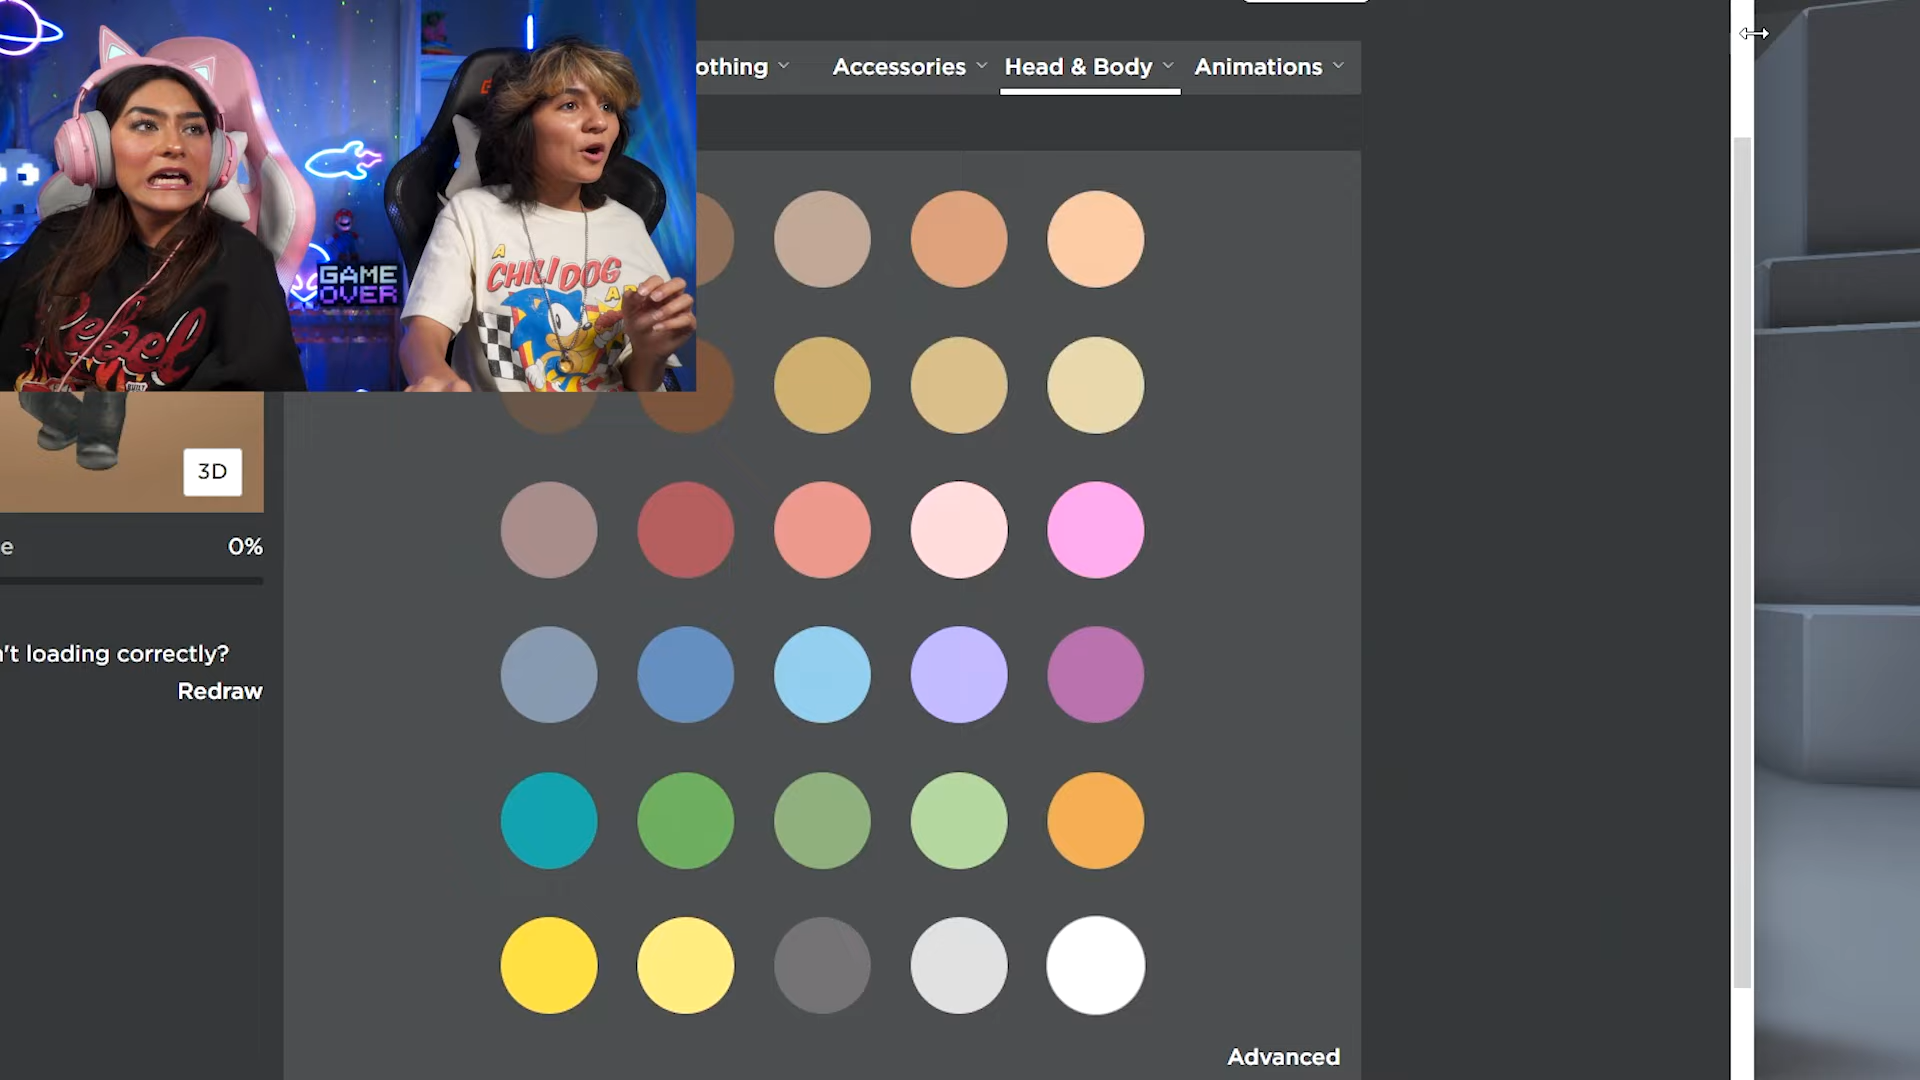 othing
Accessories
Head & Body
Animations
GAME
OVER
A
CHILI DOG
Rebel
3D
e
0%
't loading correctly?
Redraw
Advanced